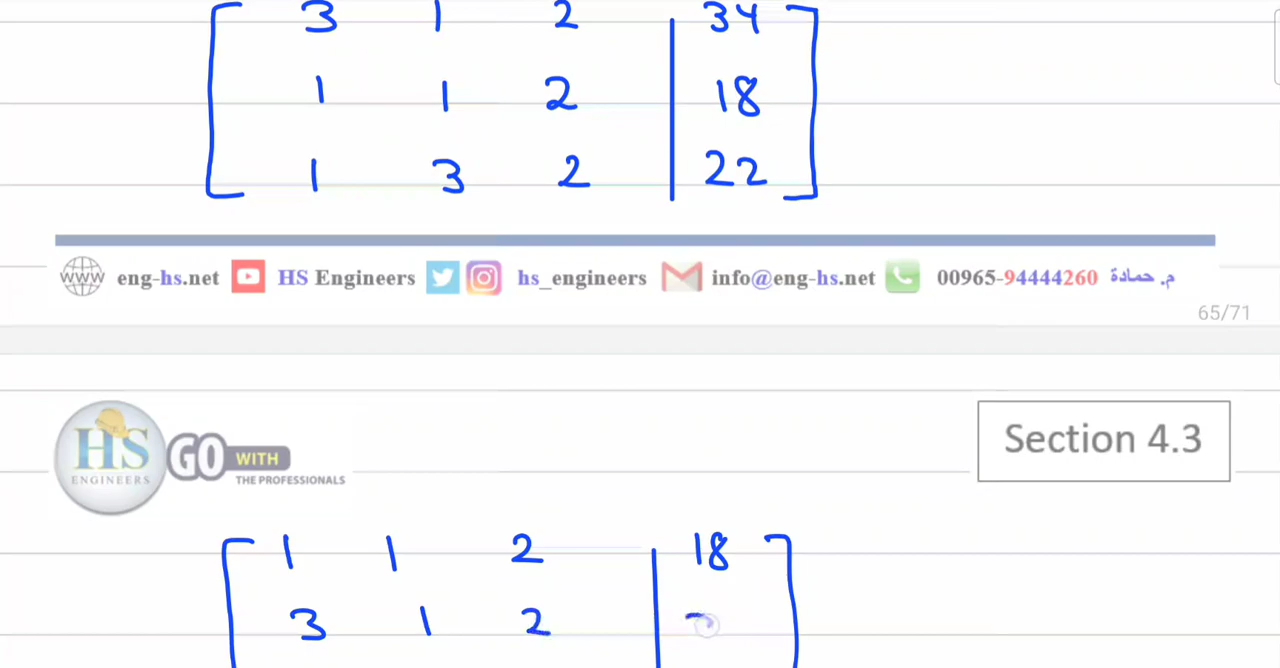 3 1 2 34
1 1 2 18
1 3 2 22
www eng-hs.net HS Engineers hs_engineers info@eng-hs.net 00965-94444260 م. حمادة
65/71
HS ENGINEERS GO WITH THE PROFESSIONALS
Section 4.3
1 1 2 18
3 1 2